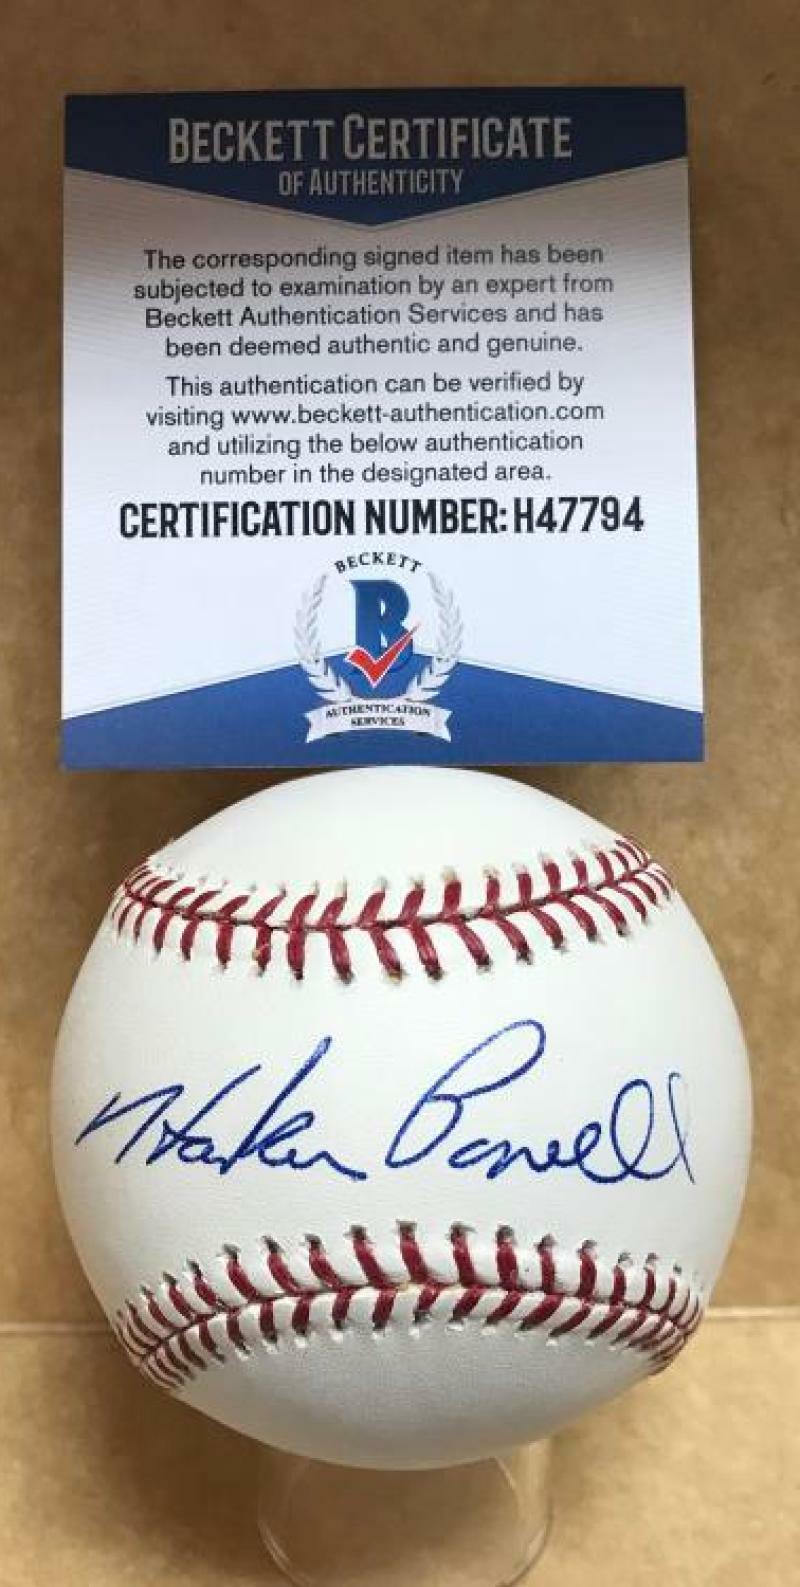 BECKETT CERTIFICATE
OF AUTHENTICITY
The corresponding signed item has been
subjected to examination by an expert from
Beckett Authentication Services and has
been deemed authentic and genuine.
This authentication can be verified by
visiting www.beckett-authentication.com
and utilizing the below authentication
number in the designated area.
CERTIFICATION NUMBER: H47794
BECKETT
B
AUTHENTICATION
SERVICES
Hosken Powell